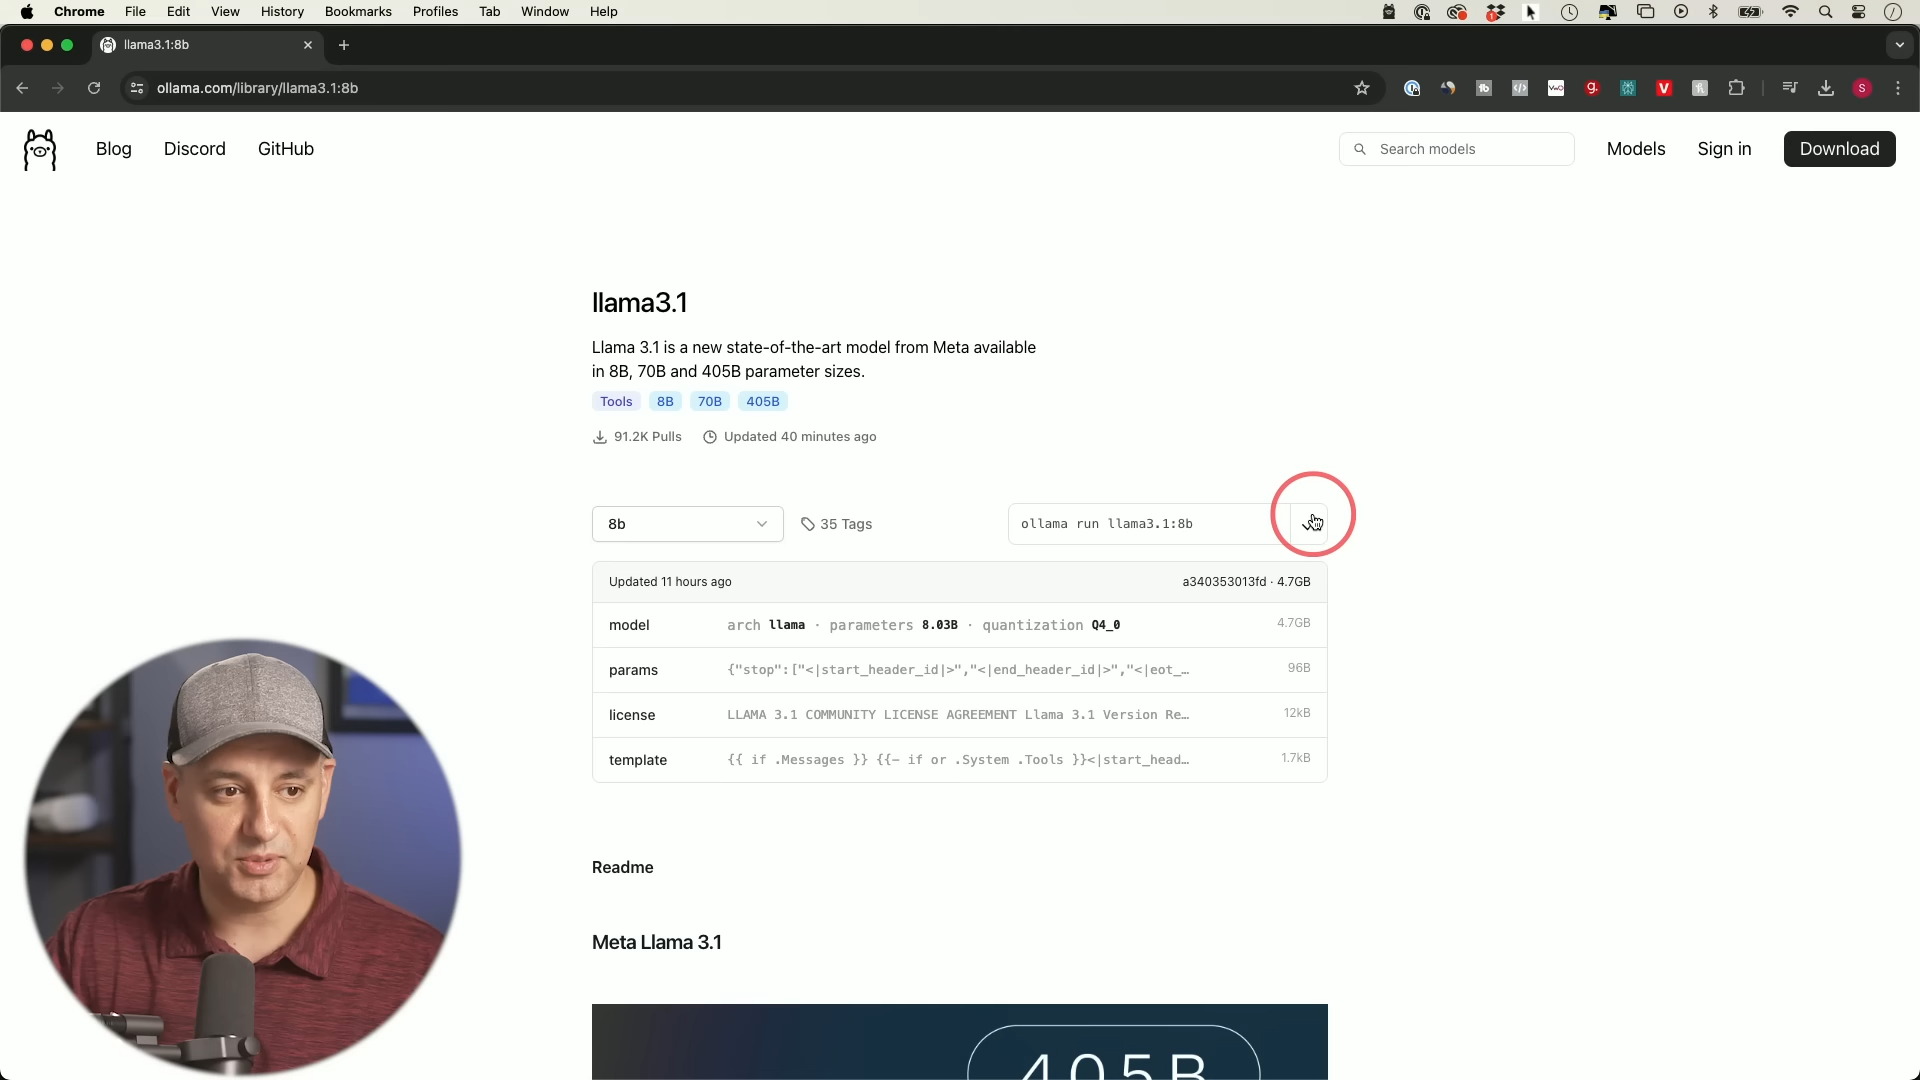 Chrome File Edit View History Bookmarks Profiles Tab Window Help
llama3.1:8b
ollama.com/library/llama3.1:8b
Blog Discord GitHub
Search models
Models Sign in Download
llama3.1
Llama 3.1 is a new state-of-the-art model from Meta available
in 8B, 70B and 405B parameter sizes.
Tools 8B 70B 405B
91.2K Pulls Updated 40 minutes ago
8b 35 Tags ollama run llama3.1:8b
Updated 11 hours ago a340353013fd · 4.7GB
model arch llama · parameters 8.03B · quantization Q4_0 4.7GB
params {"stop":["<|start_header_id|>","<|end_header_id|>","<|eot_… 96B
license LLAMA 3.1 COMMUNITY LICENSE AGREEMENT Llama 3.1 Version Re… 12kB
template {{ if .Messages }} {{- if or .System .Tools }}<|start_head… 1.7kB
Readme
Meta Llama 3.1
405B